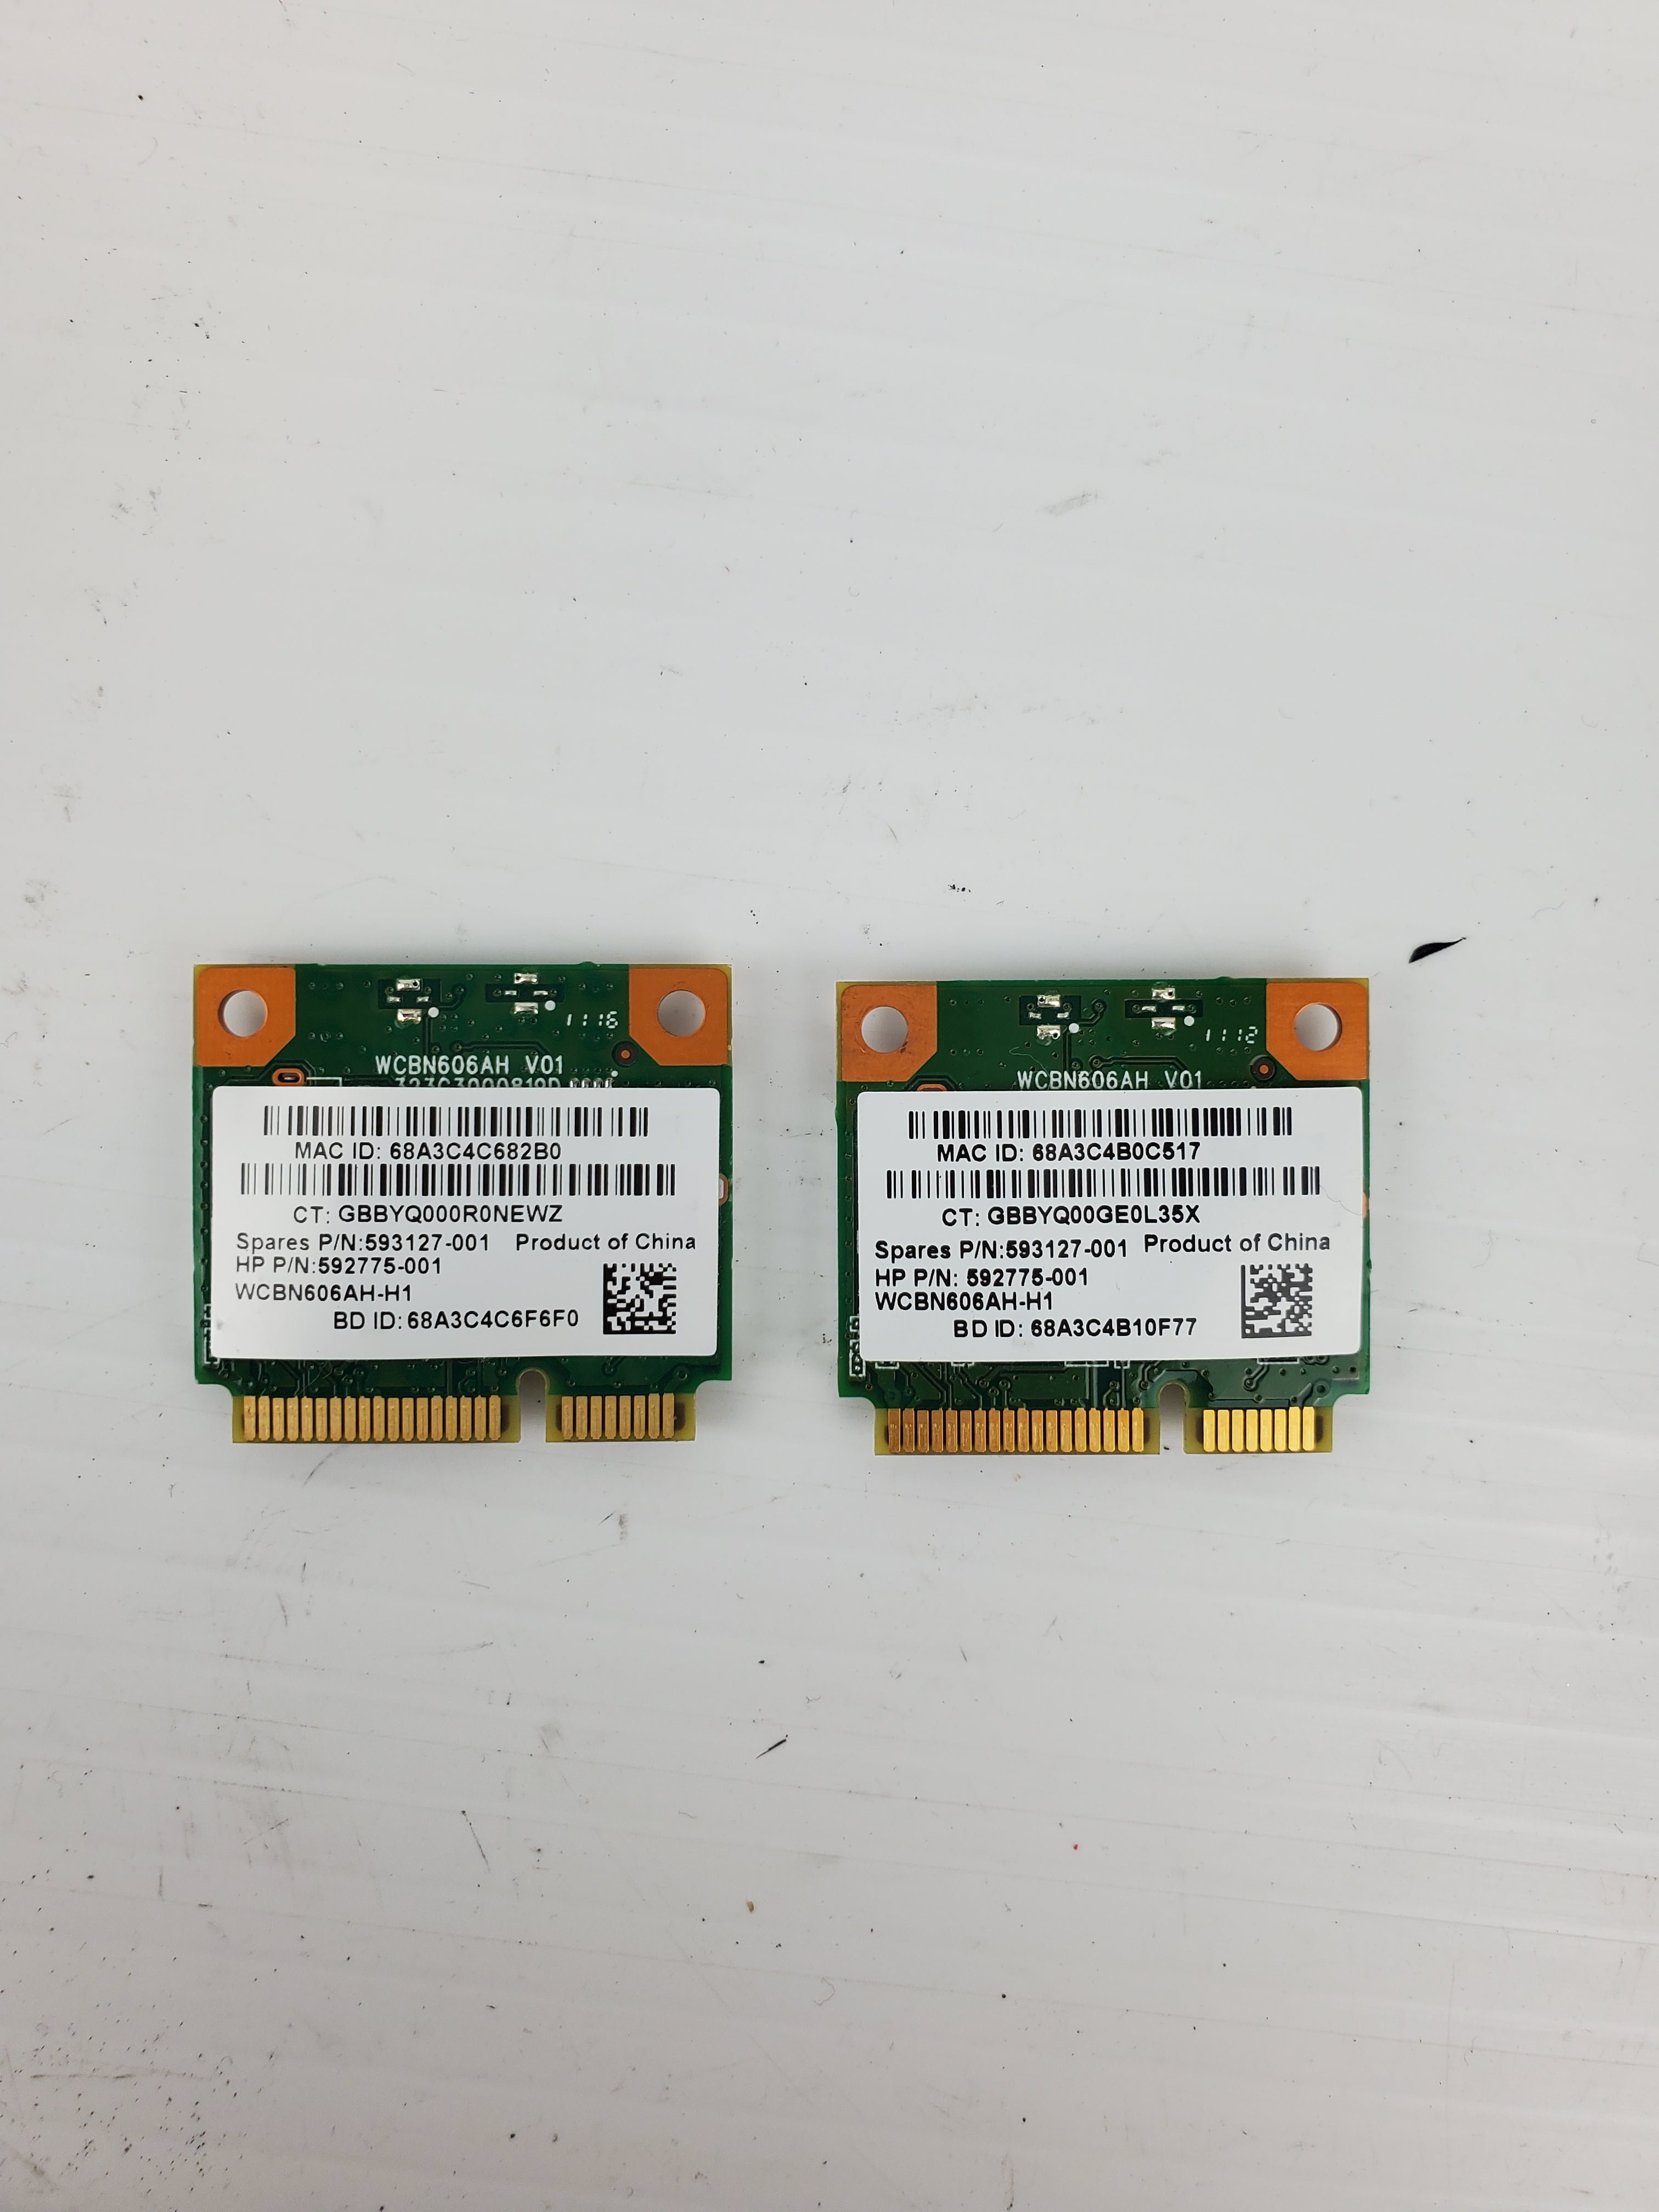 1116
WCBN606AH V01
MAC ID: 68A3C4C682B0
CT: GBBYQ000R0NEWZ
Spares P/N:593127-001 Product of China
HP P/N:592775-001
WCBN606AH-H1
BD ID: 68A3C4C6F6F0
1112
WCBN606AH V01
MAC ID: 68A3C4B0C517
CT: GBBYQ00GE0L35X
Spares P/N:593127-001 Product of China
HP P/N: 592775-001
WCBN606AH-H1
BD ID: 68A3C4B10F77